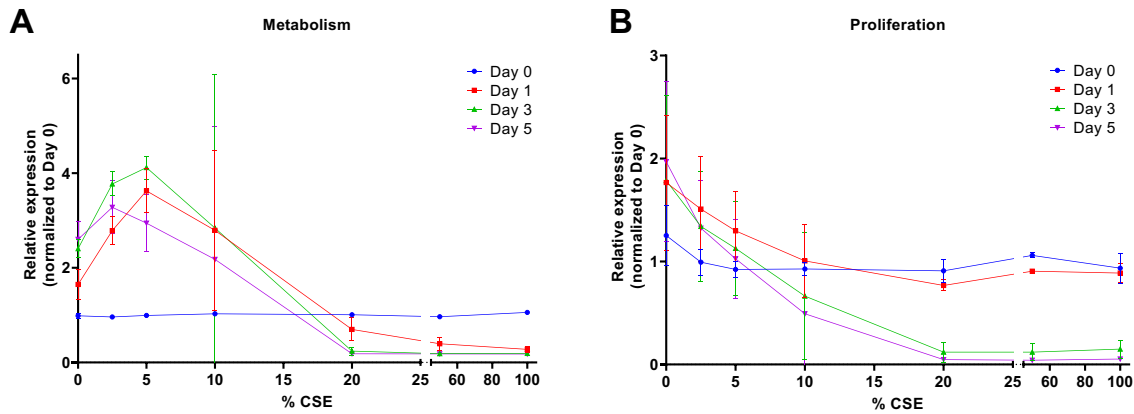 A
Metabolism
Relative expression
(normalized to Day 0)
6
4
2
0
Day 0
Day 1
Day 3
Day 5
0 5 10 15 20 25 60 80 100
% CSE
B
Proliferation
Relative expression
(normalized to Day 0)
3
2
1
0
Day 0
Day 1
Day 3
Day 5
0 5 10 15 20 25 60 80 100
% CSE